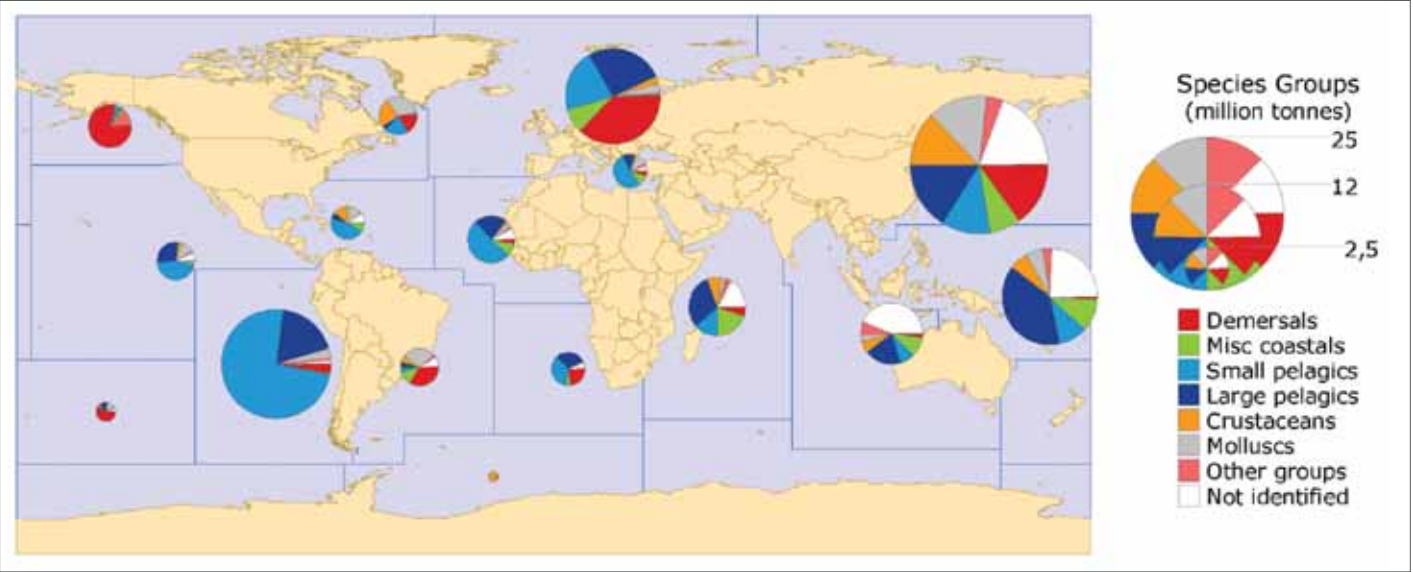 Species Groups
(million tonnes)
25
12
2,5
Demersals
Misc coastals
Small pelagics
Large pelagics
Crustaceans
Molluscs
Other groups
Not identified